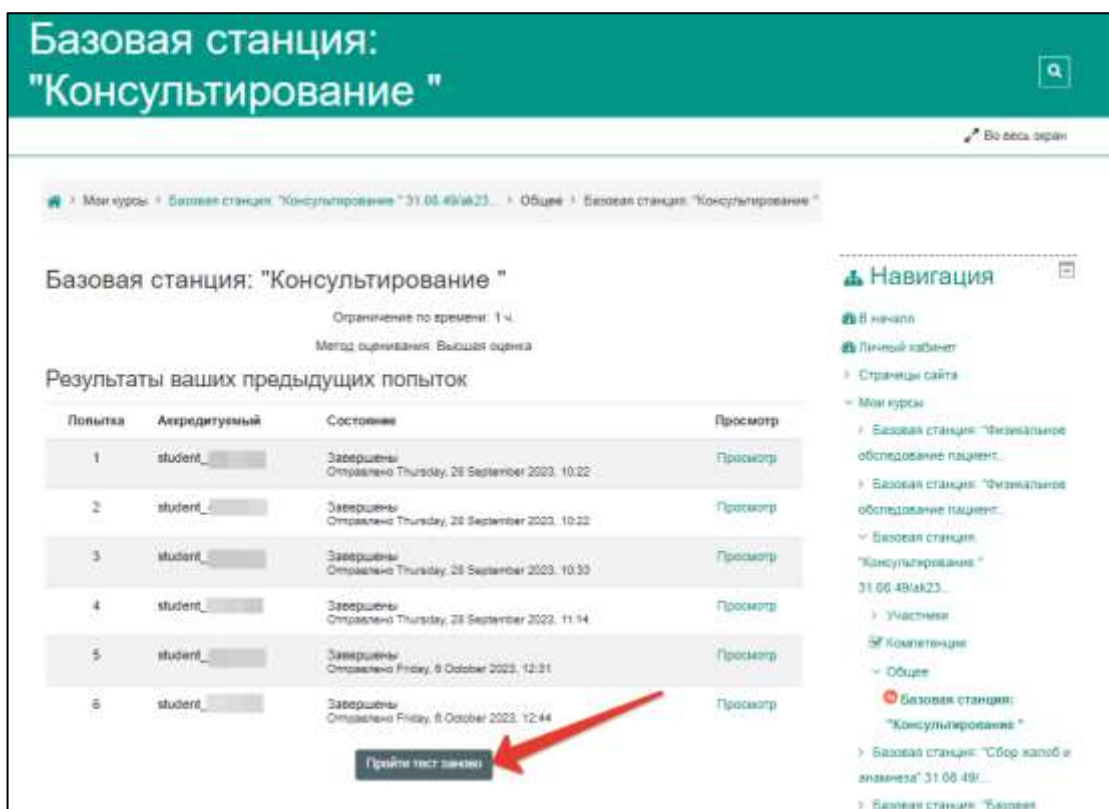 Базовая станция:
"Консультирование "
Во весь экран
Мои курсы
Базовая станция: "Консультирование " 31.08.49/ak23...
Общее
Базовая станция: "Консультирование "
Базовая станция: "Консультирование "
Ограничение по времени: 1 ч.
Метод оценивания: Высшая оценка
Результаты ваших предыдущих попыток
Попытка Аккредитуемый Состояние Просмотр
1 student_ Завершены Просмотр
Отправлено Thursday, 28 September 2023, 10:22
2 student_ Завершены Просмотр
Отправлено Thursday, 28 September 2023, 10:22
3 student_ Завершены Просмотр
Отправлено Thursday, 28 September 2023, 10:33
4 student_ Завершены Просмотр
Отправлено Thursday, 28 September 2023, 11:14
5 student_ Завершены Просмотр
Отправлено Friday, 6 October 2023, 12:31
6 student_ Завершены Просмотр
Отправлено Friday, 6 October 2023, 12:44
Пройти тест заново
Навигация
В начало
Личный кабинет
Страницы сайта
Мои курсы
Базовая станция: "Физикальное
обследование пациент...
Базовая станция: "Физикальное
обследование пациент...
Базовая станция:
"Консультирование "
31.08.49/ak23...
Участники
Компетенции
Общее
Базовая станция:
"Консультирование "
Базовая станция: "Сбор жалоб и
анамнеза" 31.08.49/...
Базовая станция: "Базовая